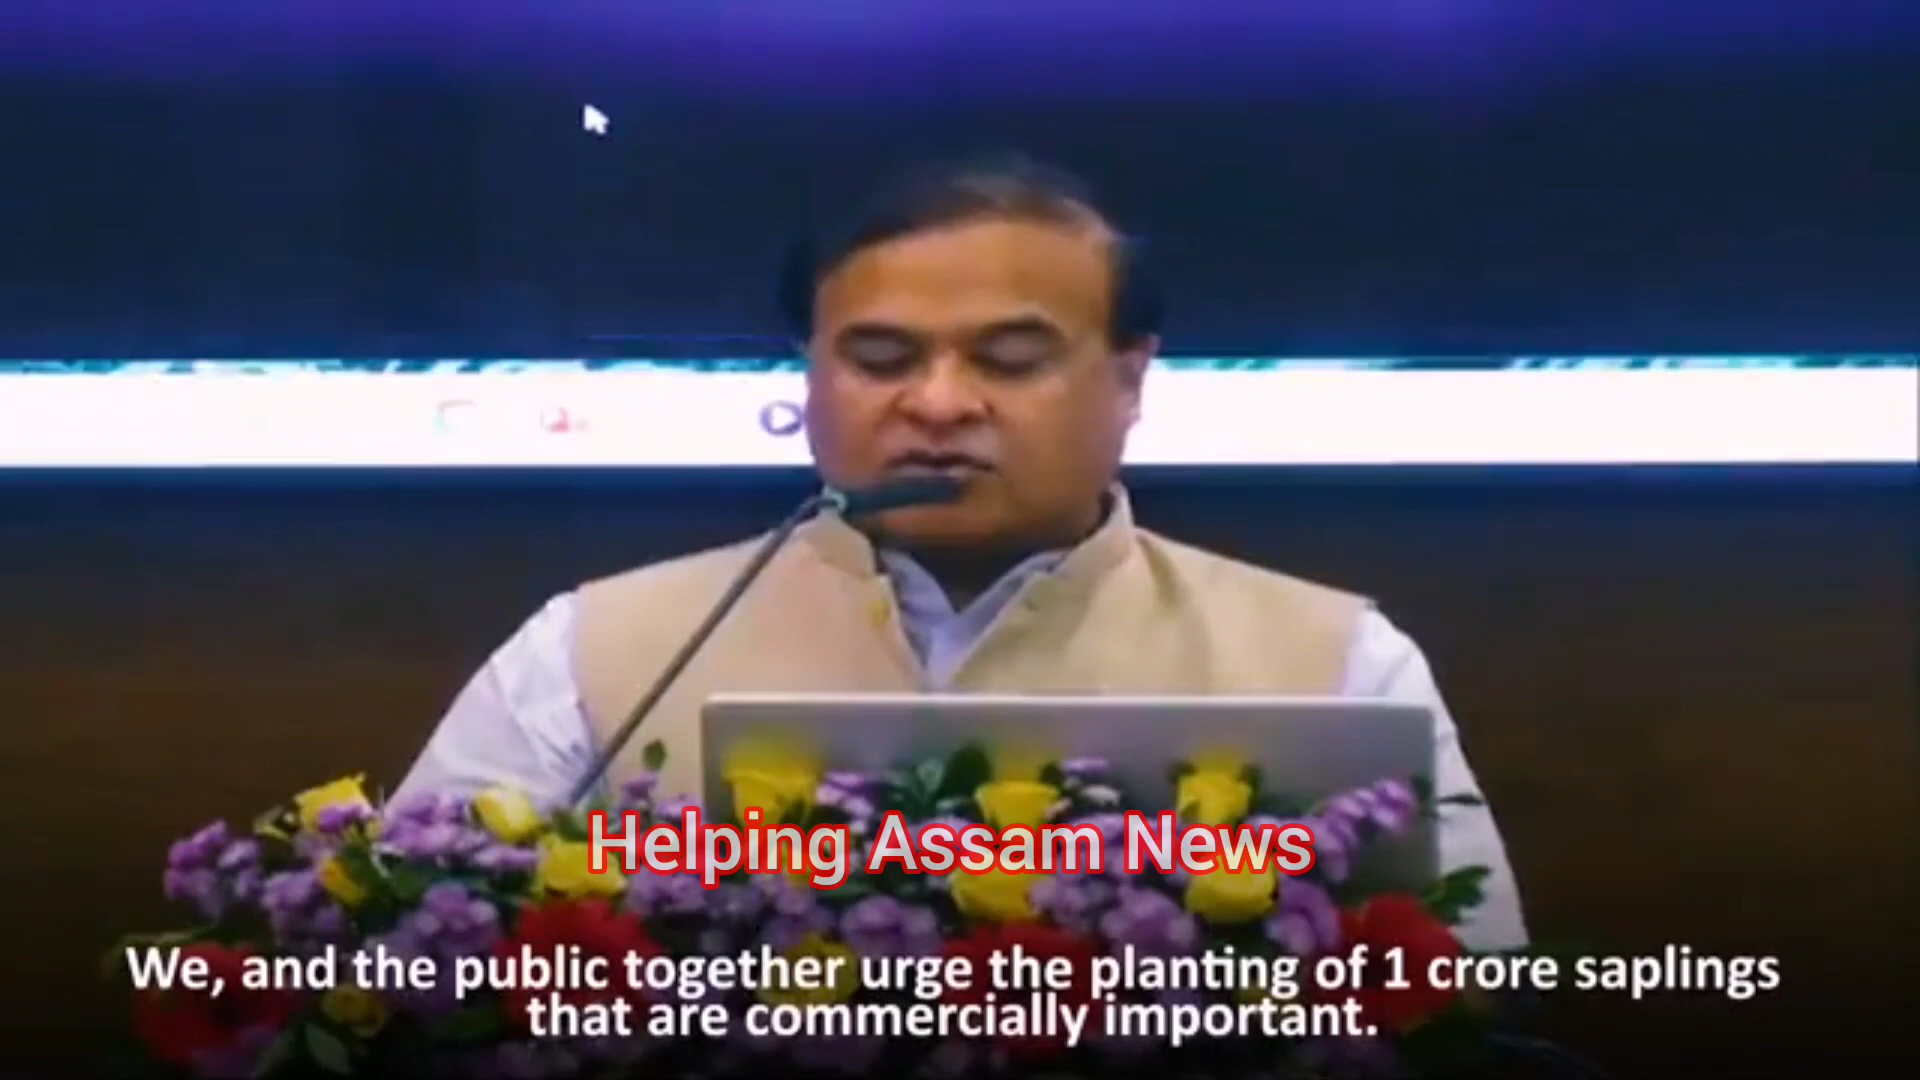 Helping Assam News
We, and the public together urge the planting of 1 crore saplings
that are commercially important.